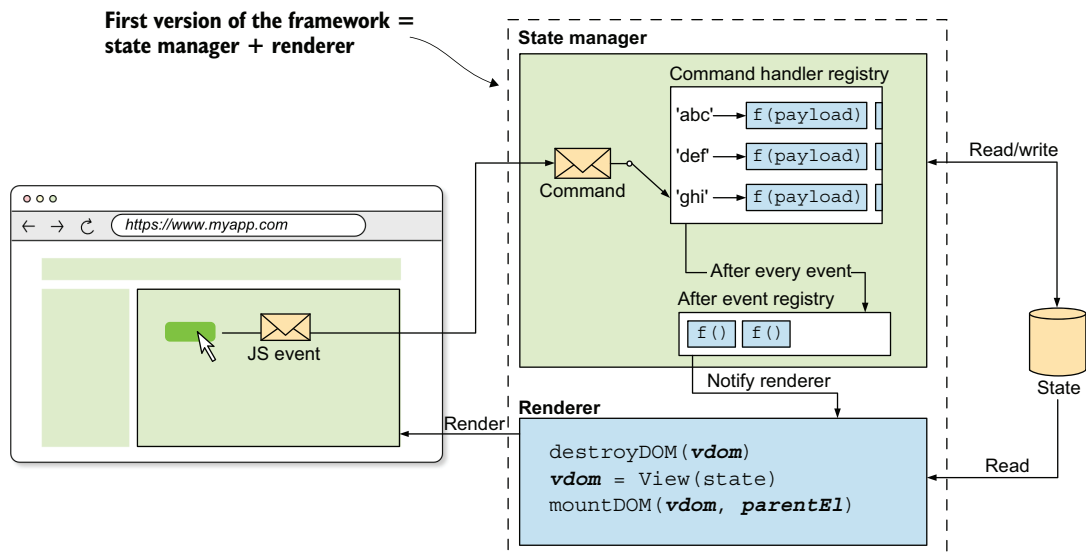 First version of the framework =
state manager + renderer
State manager
Command handler registry
'abc' f(payload)
'def' f(payload)
'ghi' f(payload)
Command
Read/write
https://www.myapp.com
After every event
After event registry
f() f()
JS event
State
Notify renderer
Renderer
Render
destroyDOM(vdom)
vdom = View(state)
mountDOM(vdom, parentEl)
Read